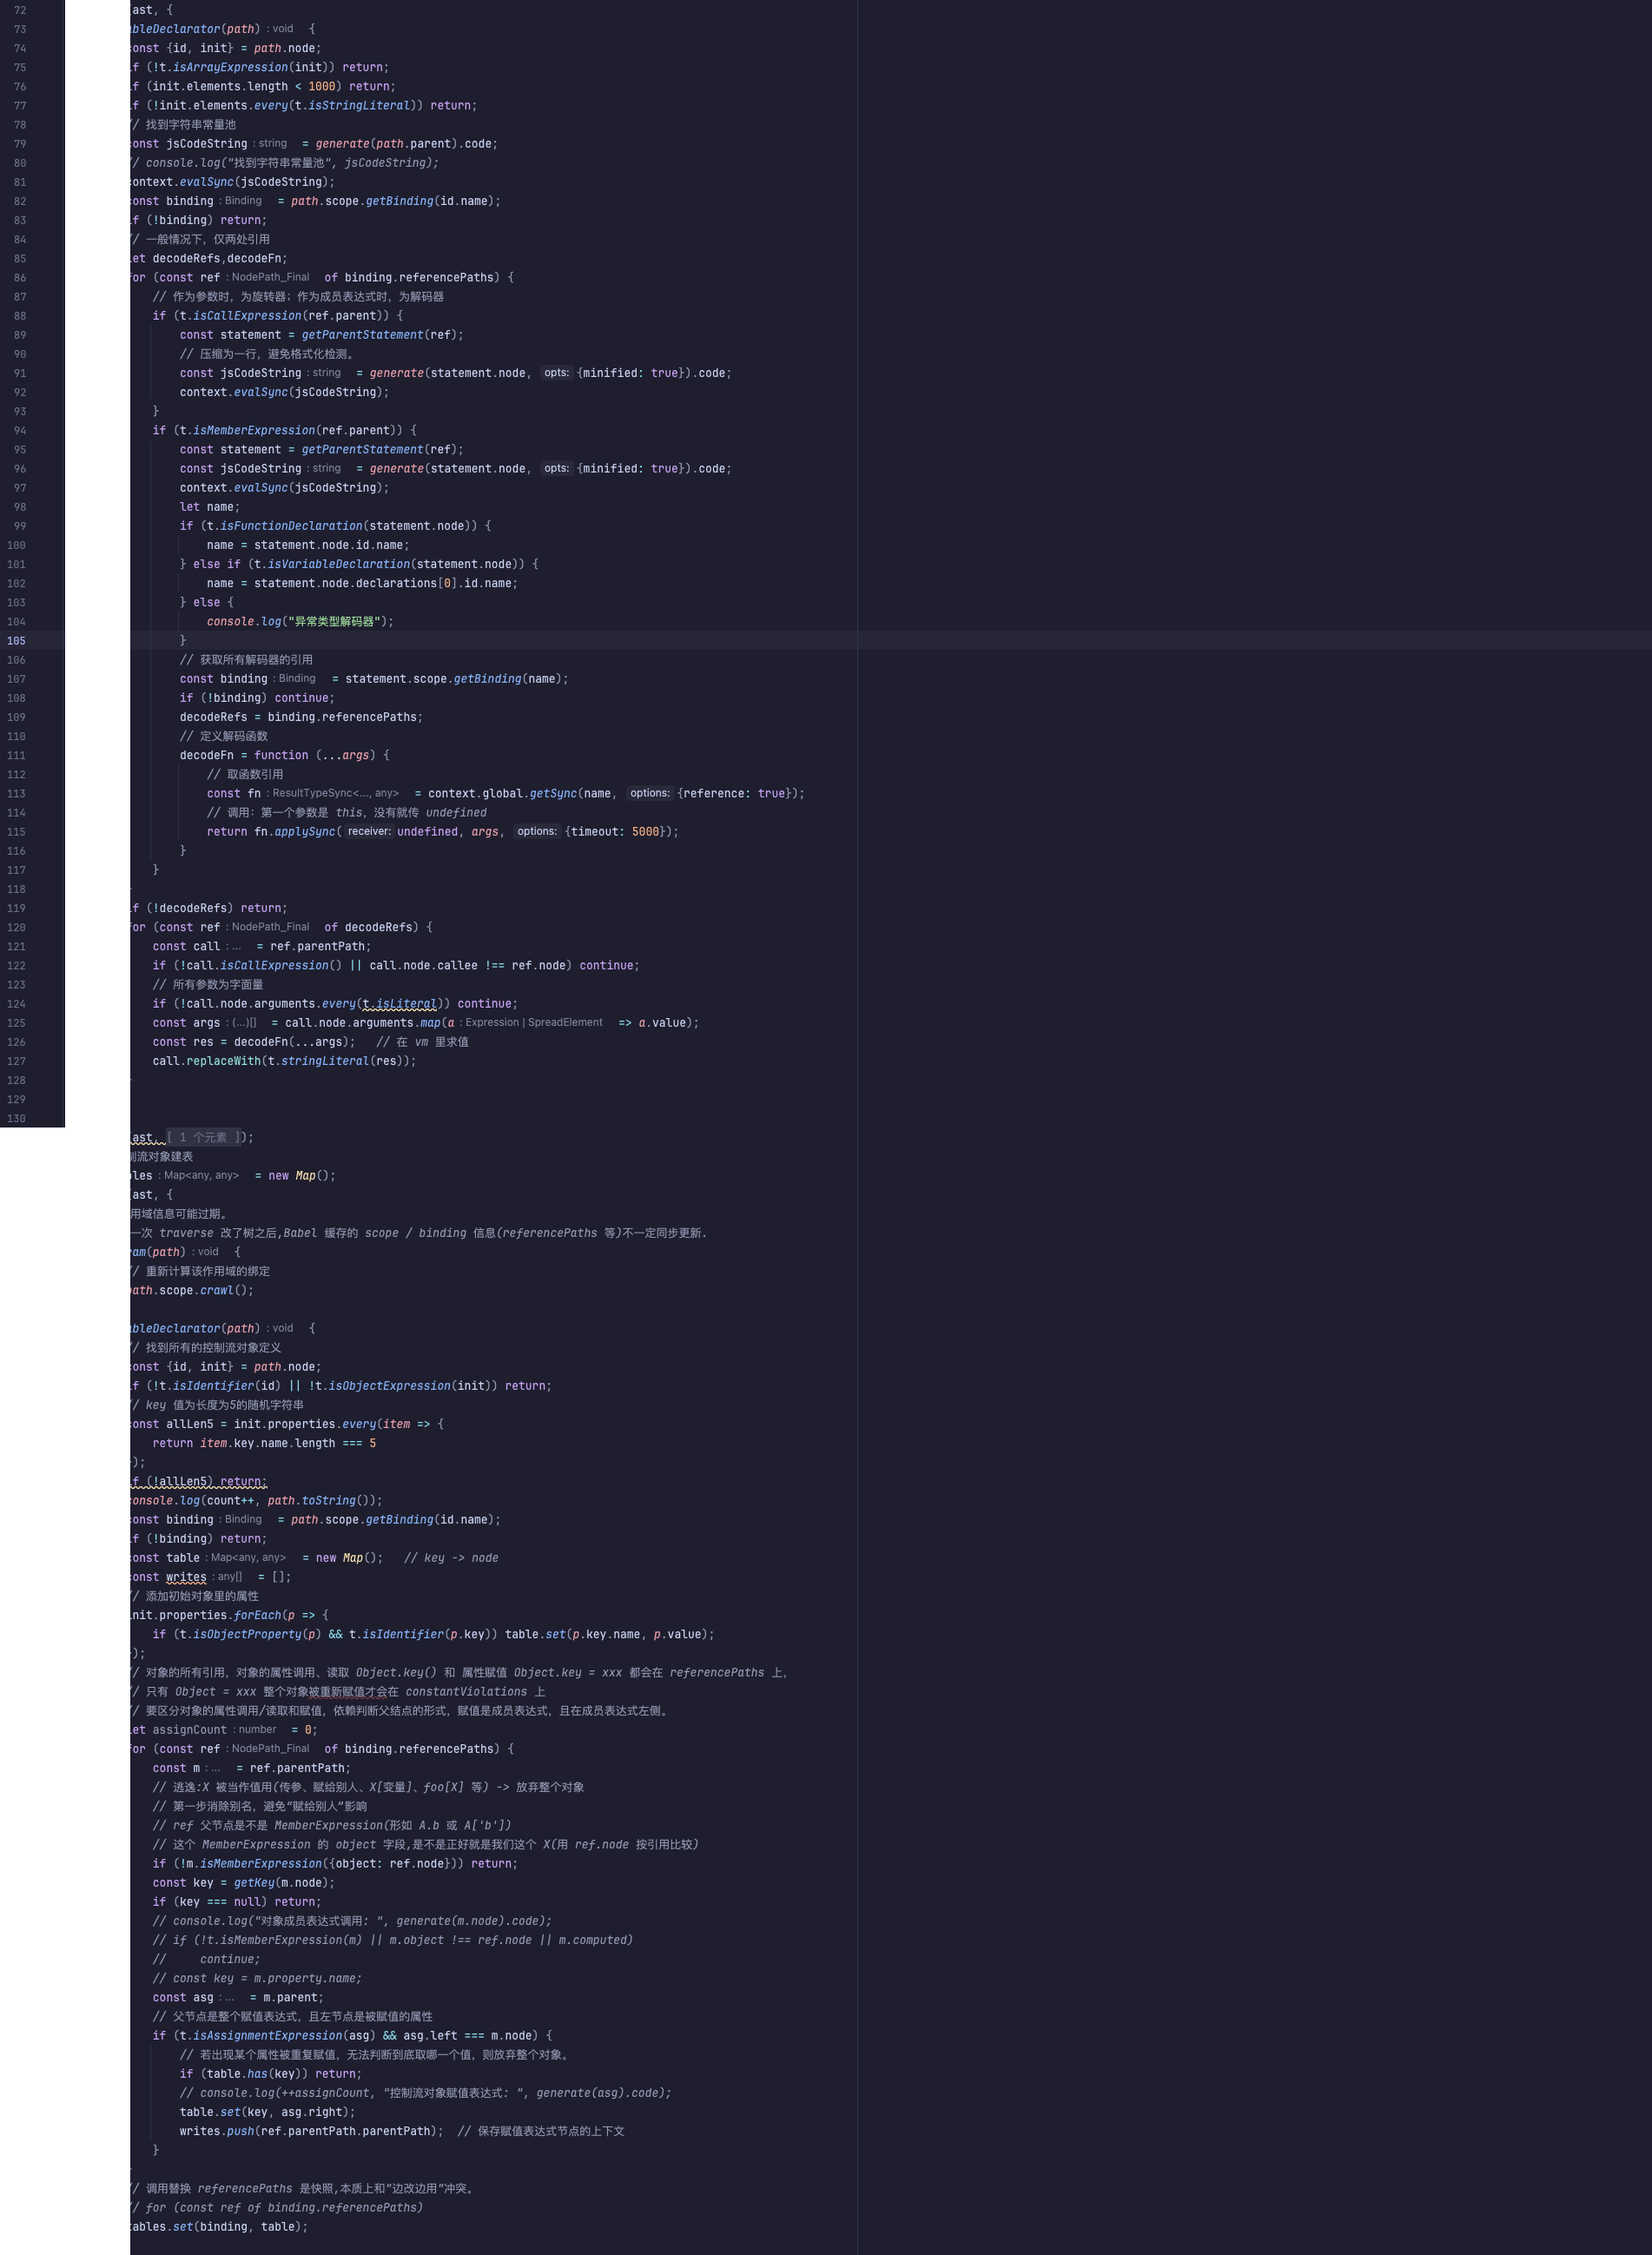 72 ast, {
73 bleDeclarator(path) : void {
74 onst {id, init} = path.node;
75 f (!t.isArrayExpression(init)) return;
76 f (init.elements.length < 1000) return;
77 f (!init.elements.every(t.isStringLiteral)) return;
78 / 找到字符串常量池
79 onst jsCodeString : string = generate(path.parent).code;
80 / console.log("找到字符串常量池", jsCodeString);
81 ontext.evalSync(jsCodeString);
82 onst binding : Binding = path.scope.getBinding(id.name);
83 f (!binding) return;
84 / 一般情况下，仅两处引用
85 et decodeRefs,decodeFn;
86 or (const ref : NodePath_Final of binding.referencePaths) {
87 // 作为参数时，为旋转器；作为成员表达式时，为解码器
88 if (t.isCallExpression(ref.parent)) {
89 const statement = getParentStatement(ref);
90 // 压缩为一行，避免格式化检测。
91 const jsCodeString : string = generate(statement.node, opts: {minified: true}).code;
92 context.evalSync(jsCodeString);
93 }
94 if (t.isMemberExpression(ref.parent)) {
95 const statement = getParentStatement(ref);
96 const jsCodeString : string = generate(statement.node, opts: {minified: true}).code;
97 context.evalSync(jsCodeString);
98 let name;
99 if (t.isFunctionDeclaration(statement.node)) {
100 name = statement.node.id.name;
101 } else if (t.isVariableDeclaration(statement.node)) {
102 name = statement.node.declarations[0].id.name;
103 } else {
104 console.log("异常类型解码器");
105 }
106 // 获取所有解码器的引用
107 const binding : Binding = statement.scope.getBinding(name);
108 if (!binding) continue;
109 decodeRefs = binding.referencePaths;
110 // 定义解码函数
111 decodeFn = function (...args) {
112 // 取函数引用
113 const fn : ResultTypeSync<..., any> = context.global.getSync(name, options: {reference: true});
114 // 调用：第一个参数是 this，没有就传 undefined
115 return fn.applySync( receiver: undefined, args, options: {timeout: 5000});
116 }
117 }
118
119 f (!decodeRefs) return;
120 or (const ref : NodePath_Final of decodeRefs) {
121 const call : ... = ref.parentPath;
122 if (!call.isCallExpression() || call.node.callee !== ref.node) continue;
123 // 所有参数为字面量
124 if (!call.node.arguments.every(t.isLiteral)) continue;
125 const args : (...)[] = call.node.arguments.map(a : Expression | SpreadElement => a.value);
126 const res = decodeFn(...args); // 在 vm 里求值
127 call.replaceWith(t.stringLiteral(res));
128
129
130
ast, [ 1 个元素 ]);
制流对象建表
les : Map<any, any> = new Map();
ast, {
用域信息可能过期。
一次 traverse 改了树之后,Babel 缓存的 scope / binding 信息(referencePaths 等)不一定同步更新.
am(path) : void {
/ 重新计算该作用域的绑定
ath.scope.crawl();
bleDeclarator(path) : void {
/ 找到所有的控制流对象定义
onst {id, init} = path.node;
f (!t.isIdentifier(id) || !t.isObjectExpression(init)) return;
/ key 值为长度为5的随机字符串
onst allLen5 = init.properties.every(item => {
return item.key.name.length === 5
);
f (!allLen5) return;
onsole.log(count++, path.toString());
onst binding : Binding = path.scope.getBinding(id.name);
f (!binding) return;
onst table : Map<any, any> = new Map(); // key -> node
onst writes : any[] = [];
/ 添加初始对象里的属性
nit.properties.forEach(p => {
if (t.isObjectProperty(p) && t.isIdentifier(p.key)) table.set(p.key.name, p.value);
);
/ 对象的所有引用，对象的属性调用、读取 Object.key() 和 属性赋值 Object.key = xxx 都会在 referencePaths 上，
/ 只有 Object = xxx 整个对象被重新赋值才会在 constantViolations 上
/ 要区分对象的属性调用/读取和赋值，依赖判断父结点的形式，赋值是成员表达式，且在成员表达式左侧。
et assignCount : number = 0;
or (const ref : NodePath_Final of binding.referencePaths) {
const m : ... = ref.parentPath;
// 逃逸:X 被当作值用(传参、赋给别人、X[变量]、foo[X] 等) -> 放弃整个对象
// 第一步消除别名，避免“赋给别人”影响
// ref 父节点是不是 MemberExpression(形如 A.b 或 A['b'])
// 这个 MemberExpression 的 object 字段,是不是正好就是我们这个 X(用 ref.node 按引用比较)
if (!m.isMemberExpression({object: ref.node})) return;
const key = getKey(m.node);
if (key === null) return;
// console.log("对象成员表达式调用: ", generate(m.node).code);
// if (!t.isMemberExpression(m) || m.object !== ref.node || m.computed)
// continue;
// const key = m.property.name;
const asg : ... = m.parent;
// 父节点是整个赋值表达式，且左节点是被赋值的属性
if (t.isAssignmentExpression(asg) && asg.left === m.node) {
// 若出现某个属性被重复赋值，无法判断到底取哪一个值，则放弃整个对象。
if (table.has(key)) return;
// console.log(++assignCount, "控制流对象赋值表达式: ", generate(asg).code);
table.set(key, asg.right);
writes.push(ref.parentPath.parentPath); // 保存赋值表达式节点的上下文
}
/ 调用替换 referencePaths 是快照,本质上和“边改边用”冲突。
/ for (const ref of binding.referencePaths)
ables.set(binding, table);